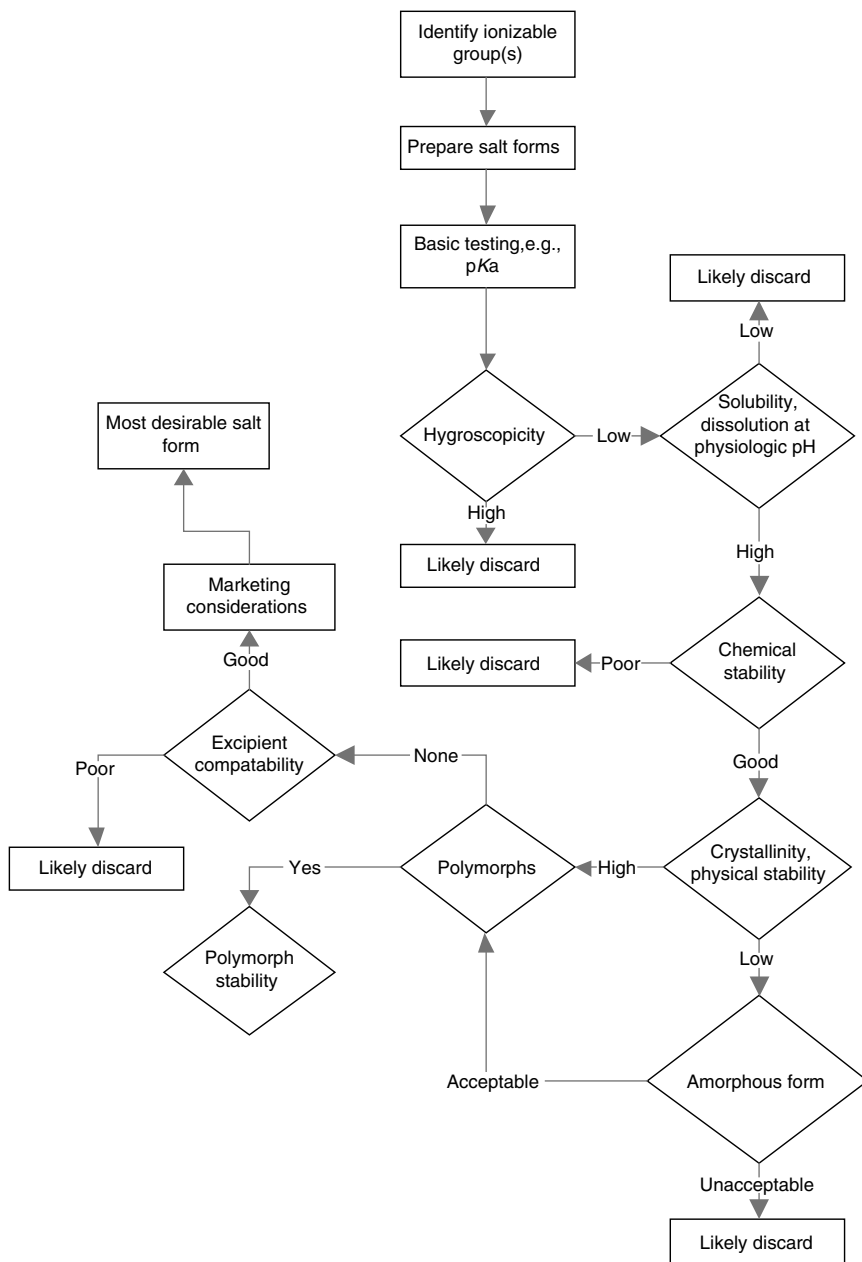 Identify ionizable
group(s)
Prepare salt forms
Basic testing,e.g.,
pKa
Likely discard
Low
Solubility,
dissolution at
physiologic pH
Hygroscopicity
Low
Most desirable salt
form
High
Likely discard
High
Marketing
considerations
Good
Likely discard
Poor
Chemical
stability
Excipient
compatability
None
Good
Poor
Likely discard
Yes
Polymorphs
High
Crystallinity,
physical stability
Polymorph
stability
Low
Acceptable
Amorphous form
Unacceptable
Likely discard